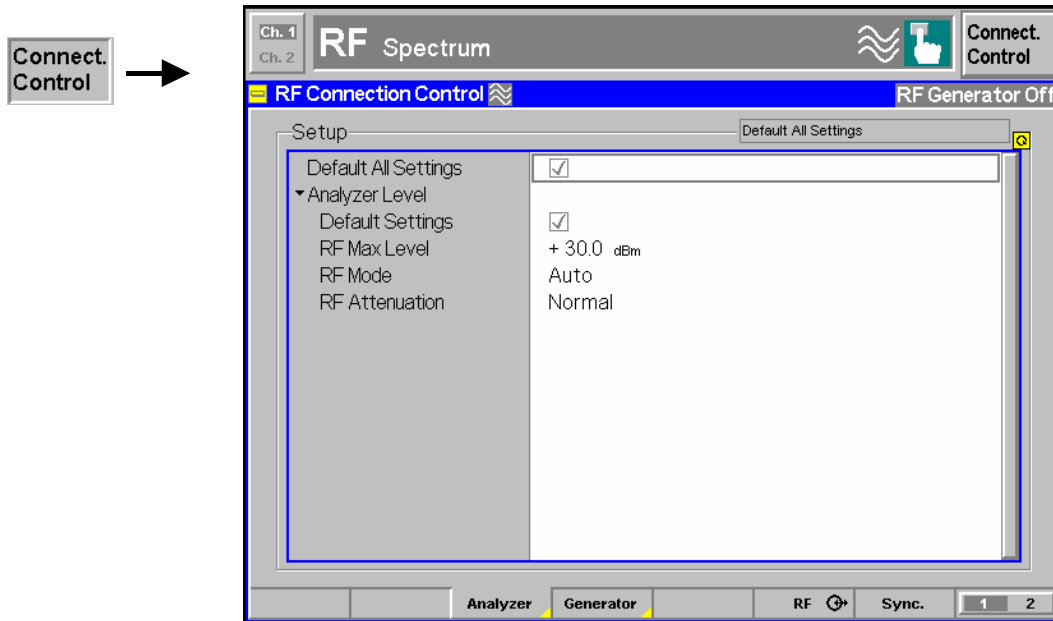 Connect.
Control
Ch. 1
Ch. 2
RF Spectrum
Connect.
Control
RF Connection Control
RF Generator Off
Setup
Default All Settings
Default All Settings
Analyzer Level
Default Settings
RF Max Level + 30.0 dBm
RF Mode Auto
RF Attenuation Normal
Analyzer Generator RF Sync. 1 2